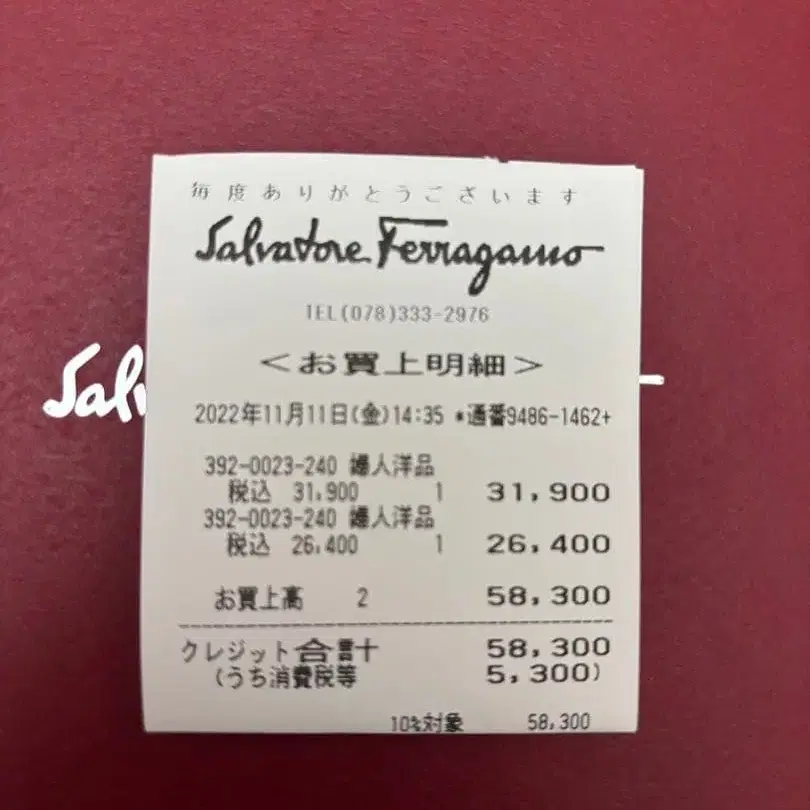 毎度ありがとうございます
Salvatore Ferragamo
TEL(078)333-2976
<お買上明細>
2022年11月11日(金)14:35 *通番9486-1462+
392-0023-240 婦人洋品
税込 31,900 1 31,900
392-0023-240 婦人洋品
税込 26,400 1 26,400
お買上高 2 58,300
クレジット合計 58,300
(うち消費税等 5,300)
10%対象 58,300
Salv